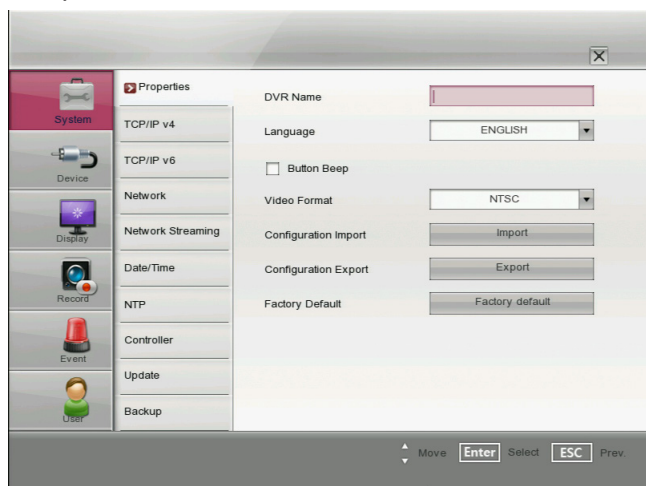 System
Device
Display
Record
Event
User
Properties
TCP/IP v4
TCP/IP v6
Network
Network Streaming
Date/Time
NTP
Controller
Update
Backup
DVR Name
Language ENGLISH
Button Beep
Video Format NTSC
Configuration Import Import
Configuration Export Export
Factory Default Factory default
Move Enter Select ESC Prev.